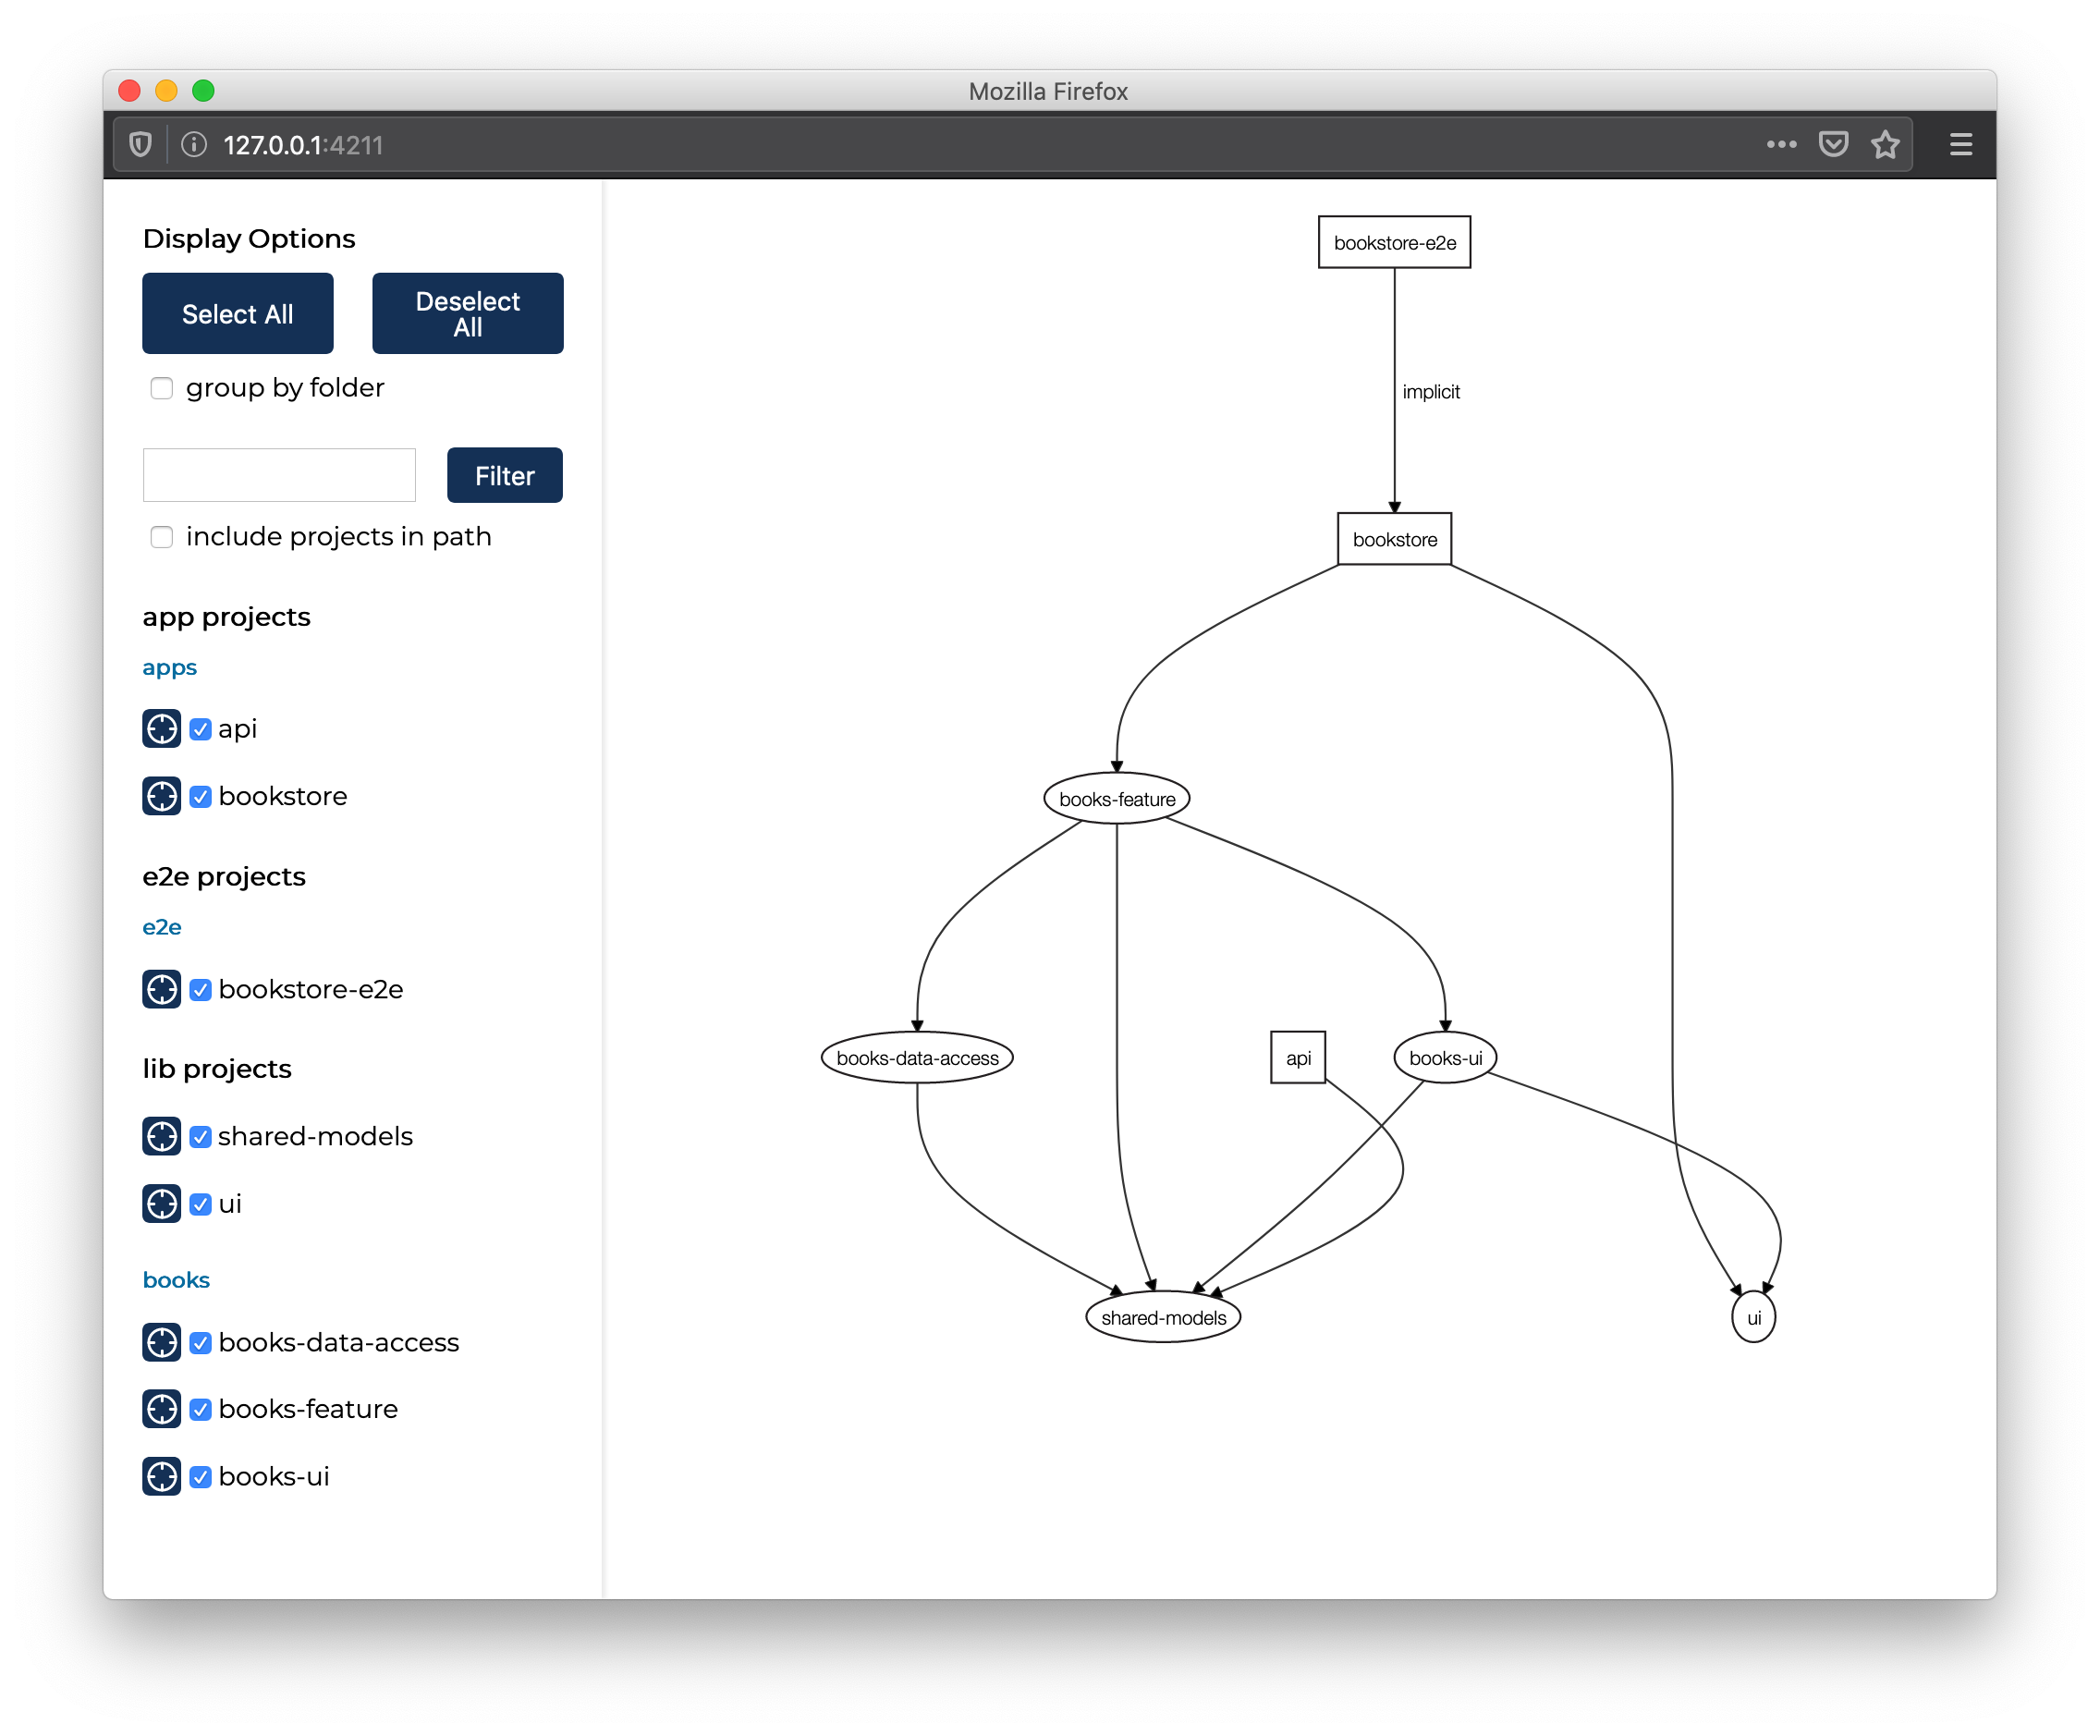 Mozilla Firefox
127.0.0.1:4211
Display Options
Select All
Deselect
All
group by folder
Filter
include projects in path
app projects
apps
api
bookstore
e2e projects
e2e
bookstore-e2e
lib projects
shared-models
ui
books
books-data-access
books-feature
books-ui
bookstore-e2e
implicit
bookstore
books-feature
books-data-access
api
books-ui
shared-models
ui